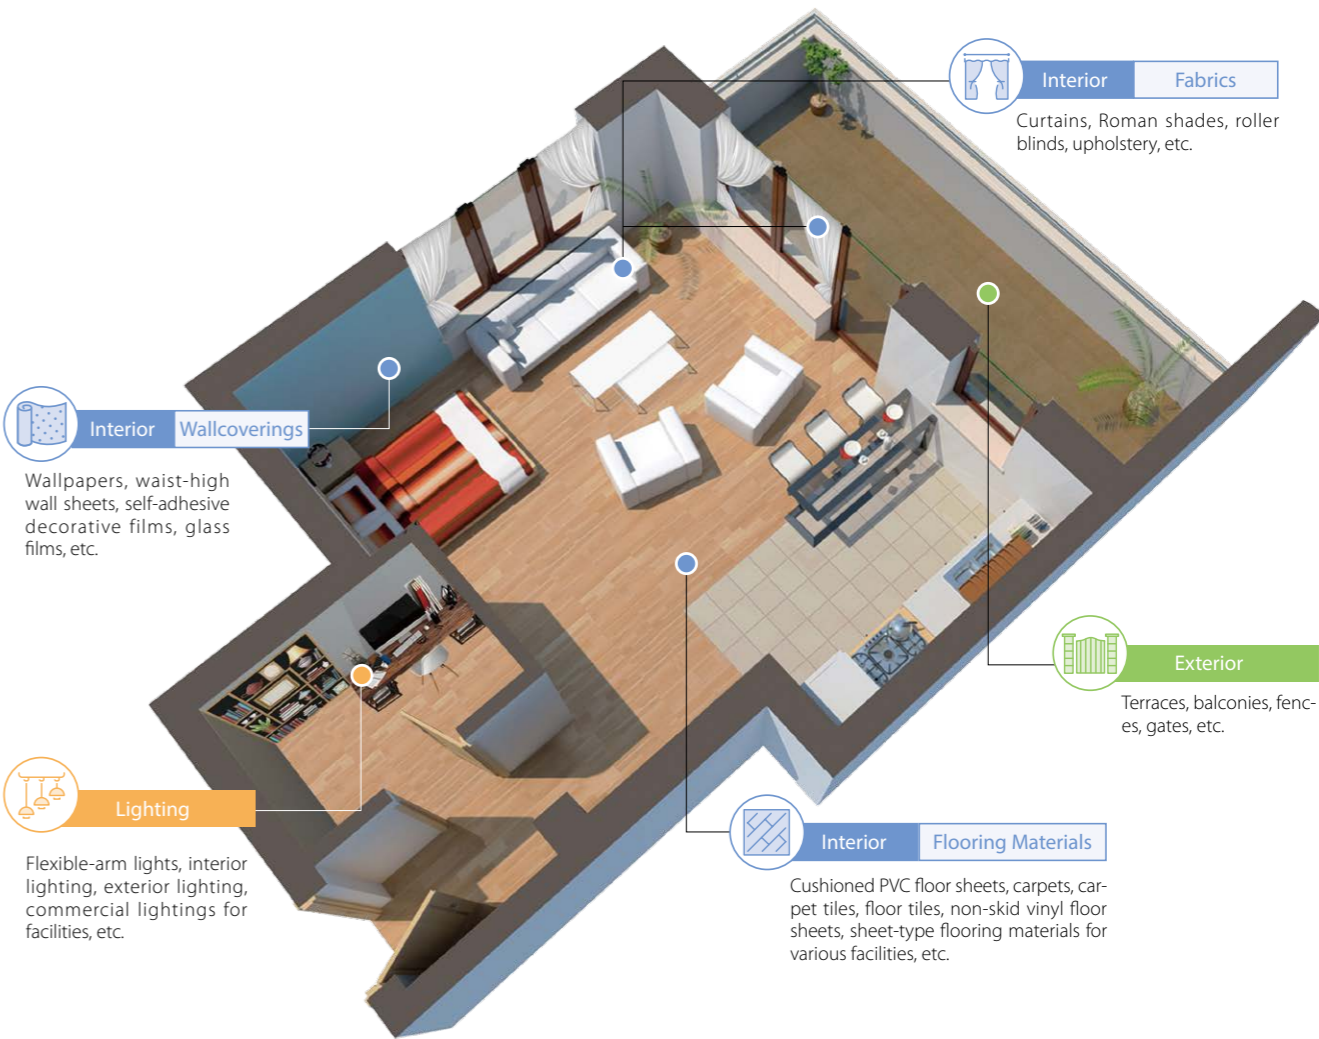 Interior
Fabrics
Curtains, Roman shades, roller
blinds, upholstery, etc.
Interior
Wallcoverings
Wallpapers, waist-high
wall sheets, self-adhesive
decorative films, glass
films, etc.
Exterior
Terraces, balconies, fenc-
es, gates, etc.
Lighting
Flexible-arm lights, interior
lighting, exterior lighting,
commercial lightings for
facilities, etc.
Interior
Flooring Materials
Cushioned PVC floor sheets, carpets, car-
pet tiles, floor tiles, non-skid vinyl floor
sheets, sheet-type flooring materials for
various facilities, etc.